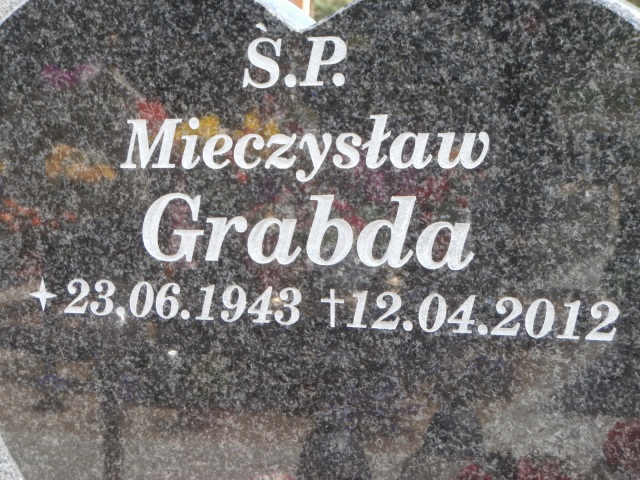 Ṡ.P.
Mieczysław
Grabda
✦23.06.1943 †12.04.2012